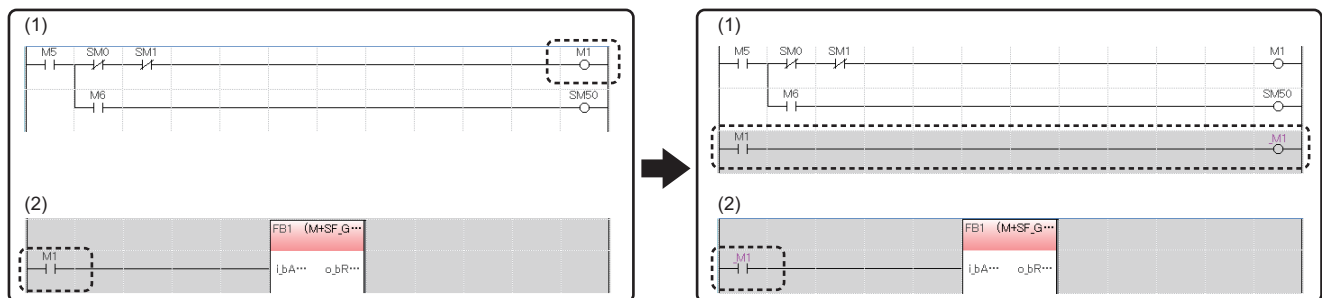 (1)
M5 SM0 SM1 M1
M6 SM50
(2)
FB1 (M+SF_G…
M1
i_bA… o_bR…
(1)
M5 SM0 SM1 M1
M6 SM50
M1 _M1
(2)
FB1 (M+SF_G…
_M1
i_bA… o_bR…